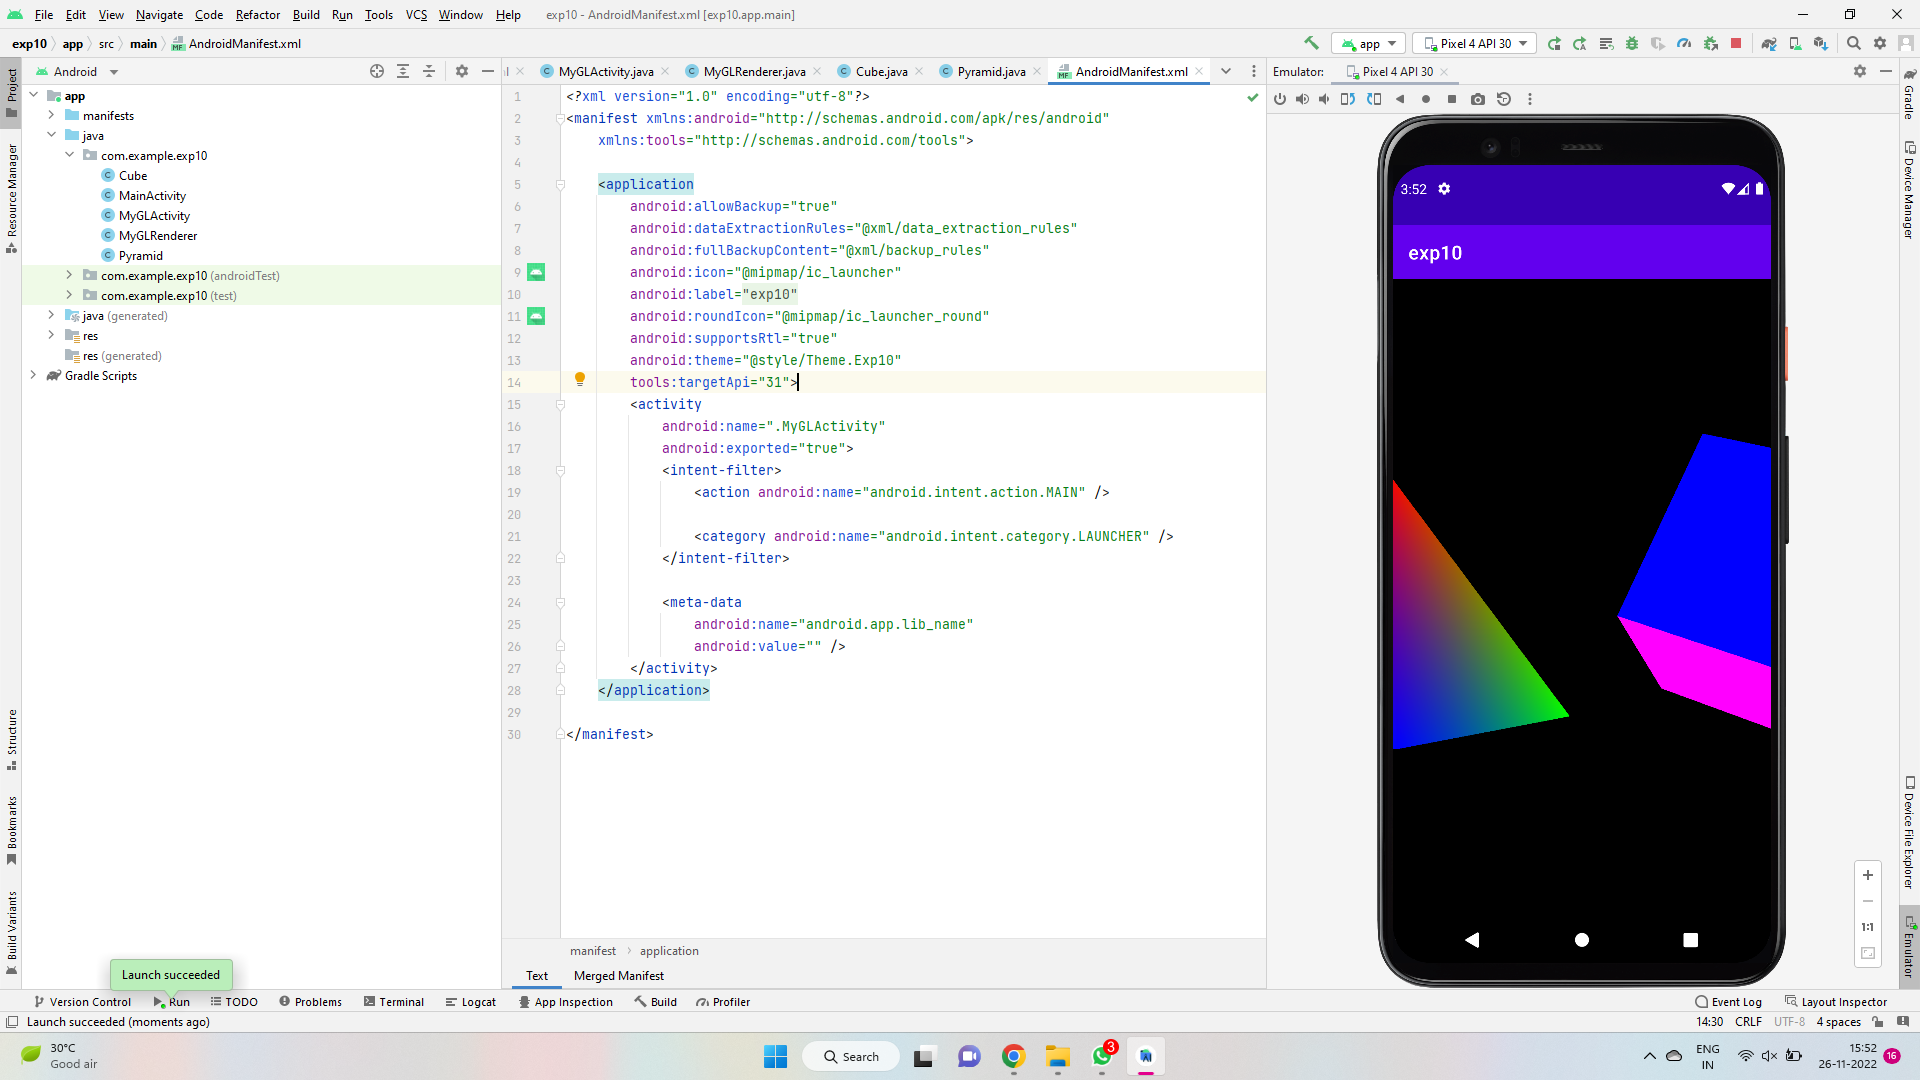 File Edit View Navigate Code Refactor Build Run Tools VCS Window Help exp10 - AndroidManifest.xml [exp10.app.main]
exp10 app src main AndroidManifest.xml app Pixel 4 API 30
Android
MyGLActivity.java MyGLRenderer.java Cube.java Pyramid.java AndroidManifest.xml
Emulator: Pixel 4 API 30
Project
Resource Manager
Structure
Bookmarks
Build Variants
app
manifests
java
com.example.exp10
Cube
MainActivity
MyGLActivity
MyGLRenderer
Pyramid
com.example.exp10 (androidTest)
com.example.exp10 (test)
java (generated)
res
res (generated)
Gradle Scripts
1 <?xml version="1.0" encoding="utf-8"?>
2 <manifest xmlns:android="http://schemas.android.com/apk/res/android"
3 xmlns:tools="http://schemas.android.com/tools">
4
5 <application
6 android:allowBackup="true"
7 android:dataExtractionRules="@xml/data_extraction_rules"
8 android:fullBackupContent="@xml/backup_rules"
9 android:icon="@mipmap/ic_launcher"
10 android:label="exp10"
11 android:roundIcon="@mipmap/ic_launcher_round"
12 android:supportsRtl="true"
13 android:theme="@style/Theme.Exp10"
14 tools:targetApi="31">
15 <activity
16 android:name=".MyGLActivity"
17 android:exported="true">
18 <intent-filter>
19 <action android:name="android.intent.action.MAIN" />
20
21 <category android:name="android.intent.category.LAUNCHER" />
22 </intent-filter>
23
24 <meta-data
25 android:name="android.app.lib_name"
26 android:value="" />
27 </activity>
28 </application>
29
30 </manifest>
manifest application
Text Merged Manifest
3:52
exp10
1:1
Gradle
Device Manager
Device File Explorer
Emulator
Launch succeeded
Version Control Run TODO Problems Terminal Logcat App Inspection Build Profiler Event Log Layout Inspector
Launch succeeded (moments ago) 14:30 CRLF UTF-8 4 spaces
30°C
Good air
Search
3
ENG
IN
15:52
26-11-2022
16